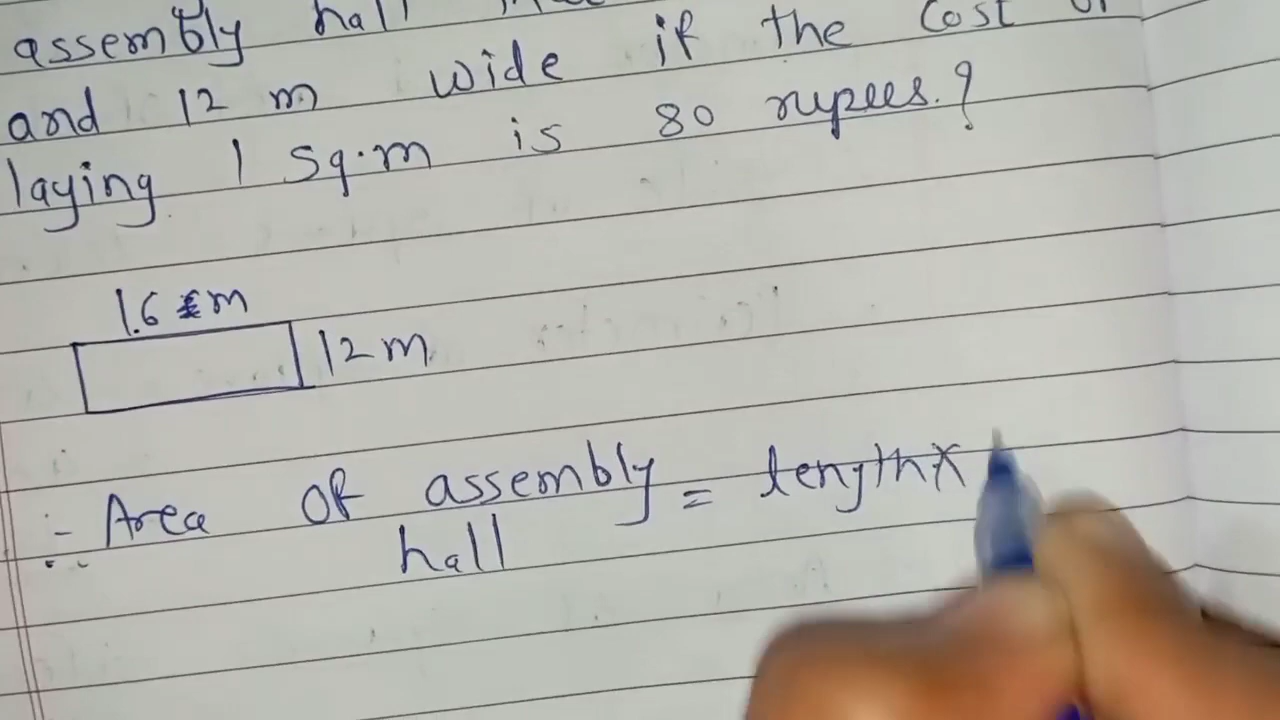 assembly hall
and 12 m wide if the cost of
laying 1 sq.m is 80 rupees.?
1.6 m
12 m
∴ Area of assembly = length x
hall